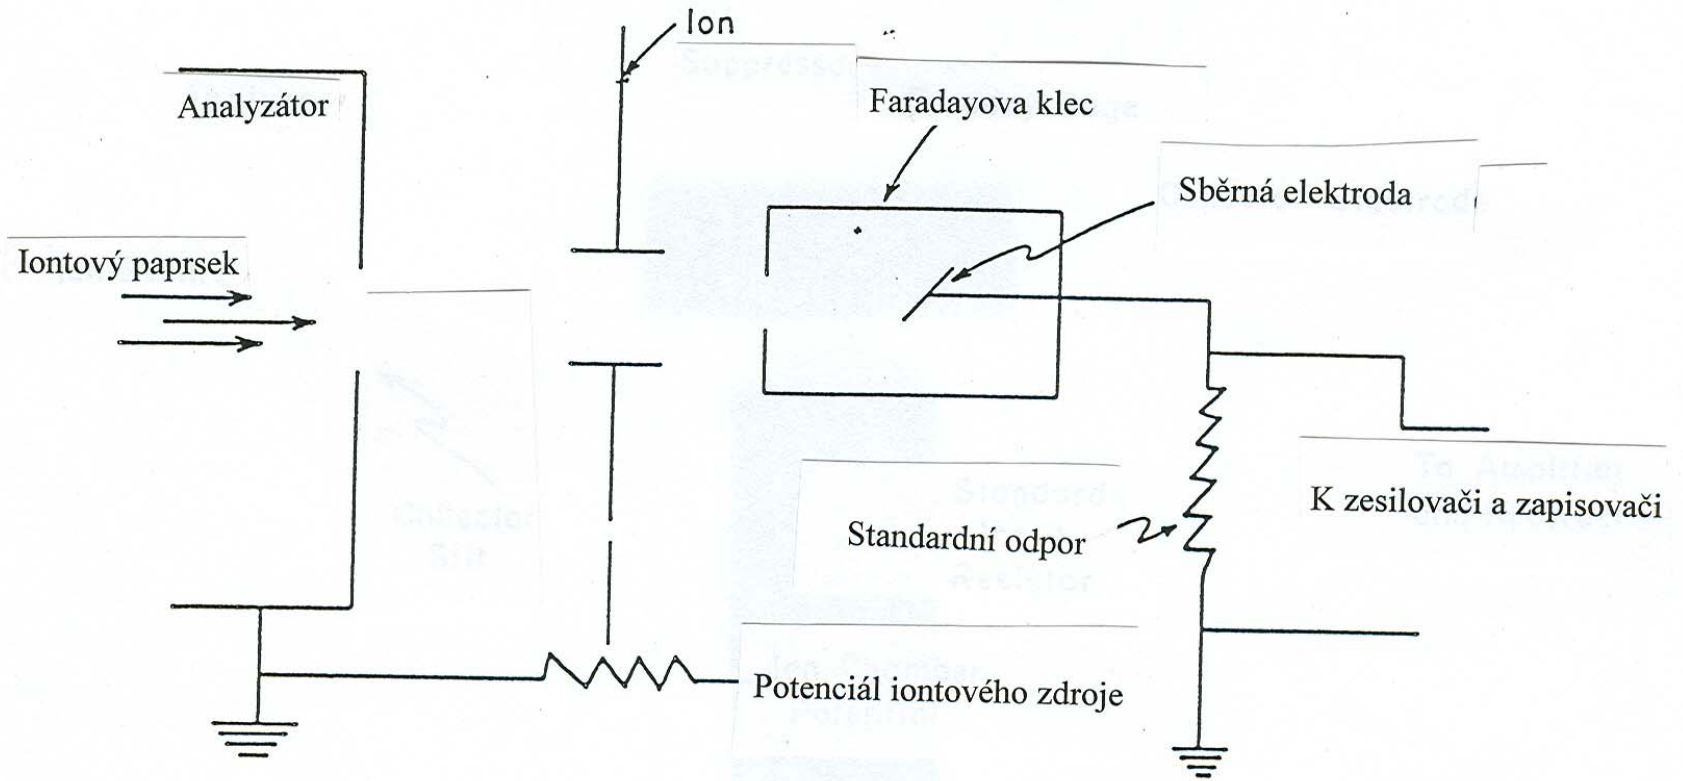 Ion
Analyzátor
Faradayova klec
Sběrná elektroda
Iontový paprsek
K zesilovači a zapisovači
Standardní odpor
Potenciál iontového zdroje